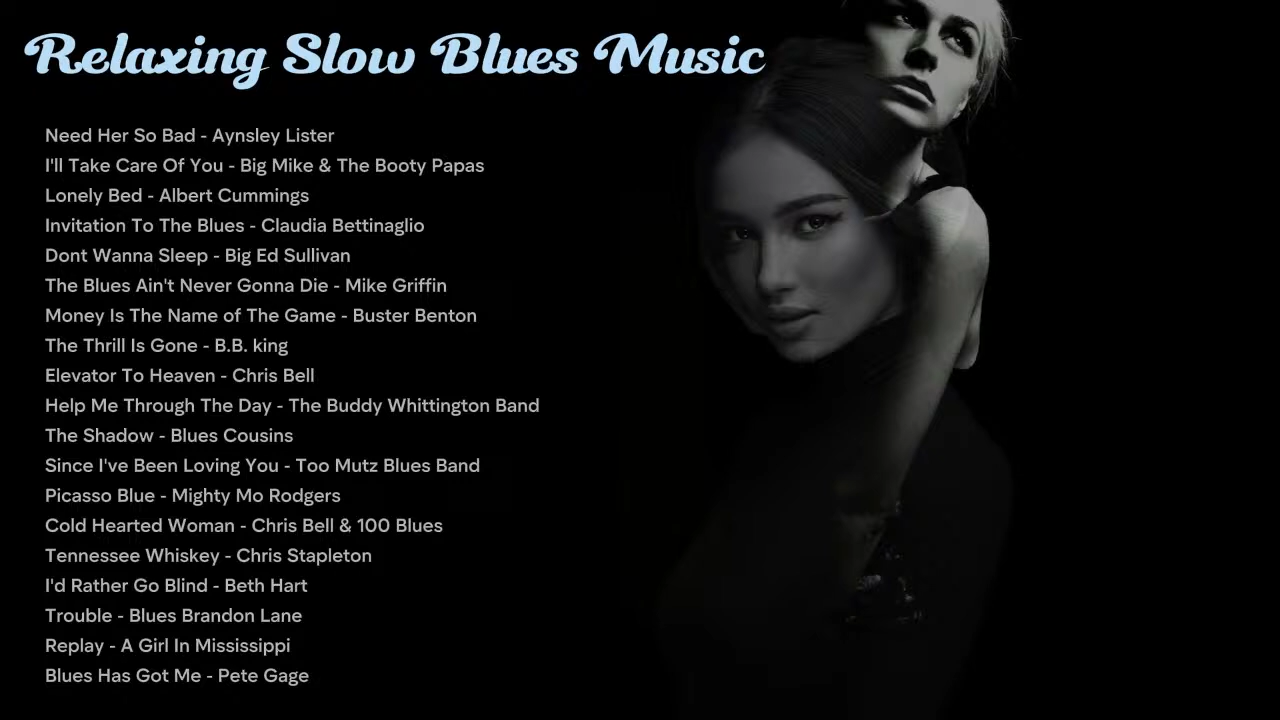 Relaxing Slow Blues Music
Need Her So Bad - Aynsley Lister
I'll Take Care Of You - Big Mike & The Booty Papas
Lonely Bed - Albert Cummings
Invitation To The Blues - Claudia Bettinaglio
Dont Wanna Sleep - Big Ed Sullivan
The Blues Ain't Never Gonna Die - Mike Griffin
Money Is The Name of The Game - Buster Benton
The Thrill Is Gone - B.B. king
Elevator To Heaven - Chris Bell
Help Me Through The Day - The Buddy Whittington Band
The Shadow - Blues Cousins
Since I've Been Loving You - Too Mutz Blues Band
Picasso Blue - Mighty Mo Rodgers
Cold Hearted Woman - Chris Bell & 100 Blues
Tennessee Whiskey - Chris Stapleton
I'd Rather Go Blind - Beth Hart
Trouble - Blues Brandon Lane
Replay - A Girl In Mississippi
Blues Has Got Me - Pete Gage